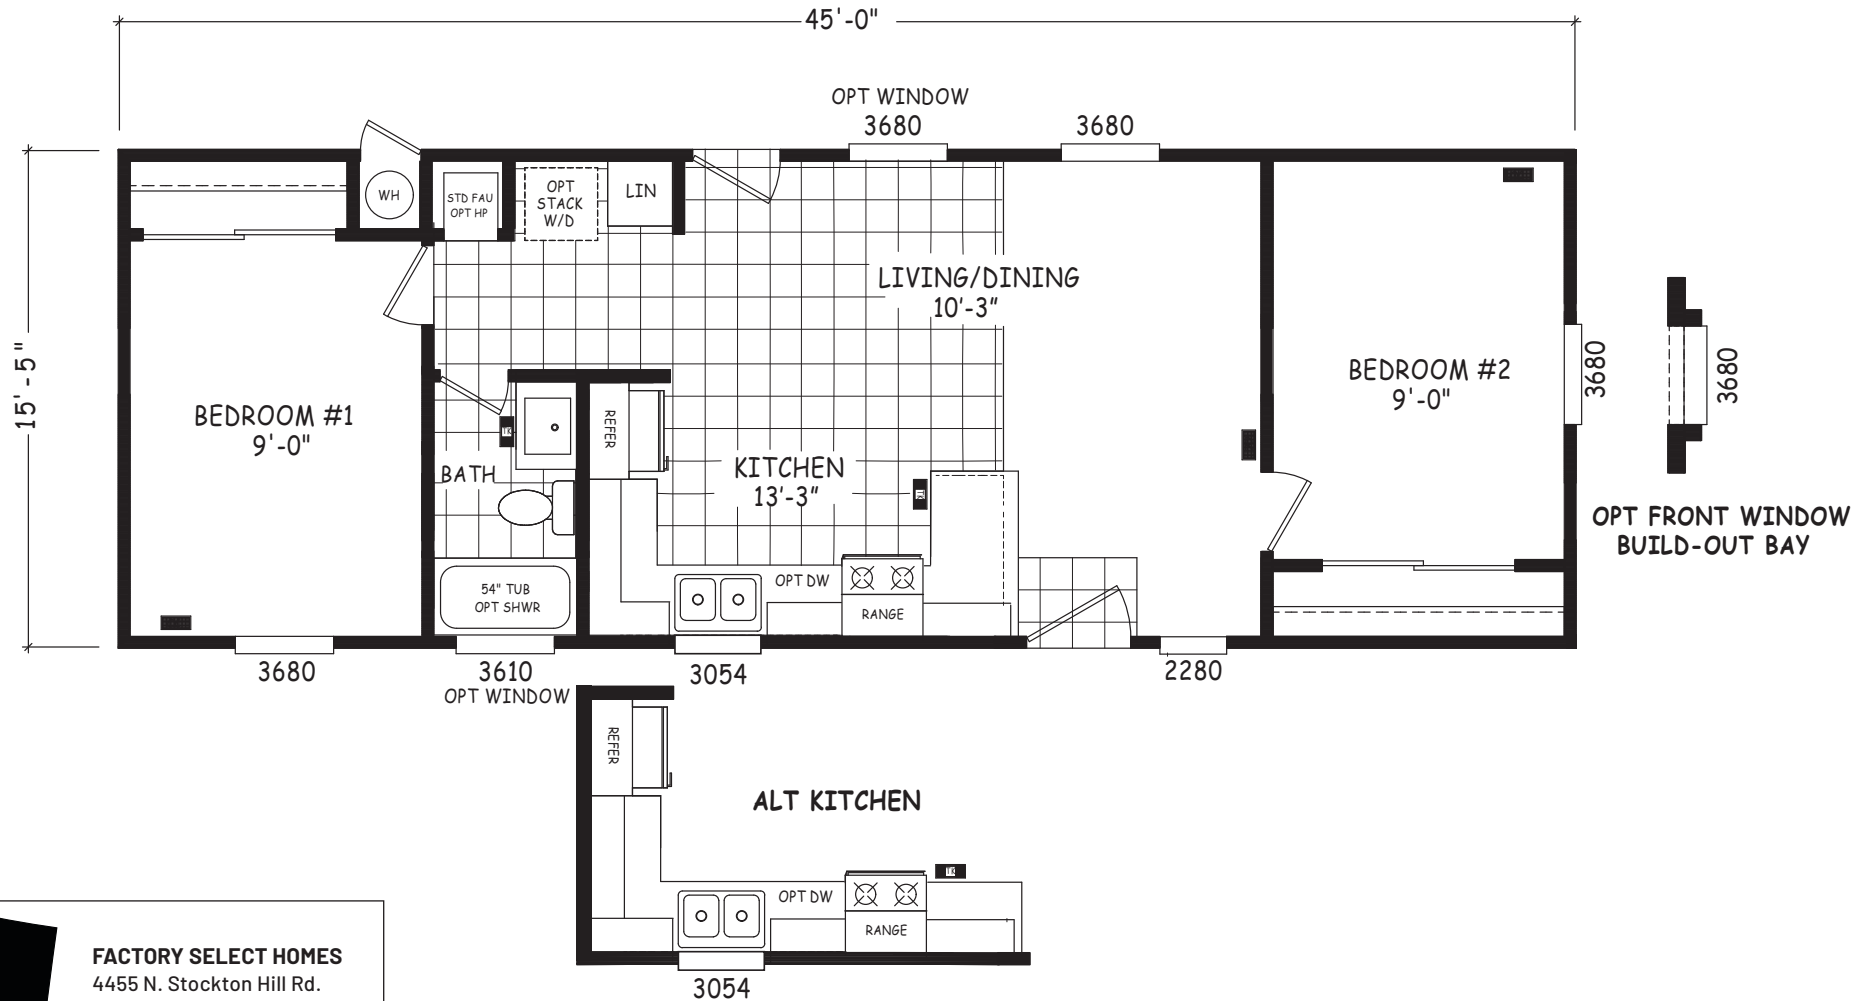 45'-0"
OPT WINDOW
3680
3680
15'-5"
WH
STD FAU
OPT HP
OPT
STACK
W/D
LIN
LIVING/DINING
10'-3"
BEDROOM #1
9'-0"
BEDROOM #2
9'-0"
3680
3680
OPT FRONT WINDOW
BUILD-OUT BAY
REFER
BATH
KITCHEN
13'-3"
54" TUB
OPT SHWR
OPT DW
RANGE
3680
3610
OPT WINDOW
3054
2280
REFER
ALT KITCHEN
OPT DW
RANGE
3054
FACTORY SELECT HOMES
4455 N. Stockton Hill Rd.